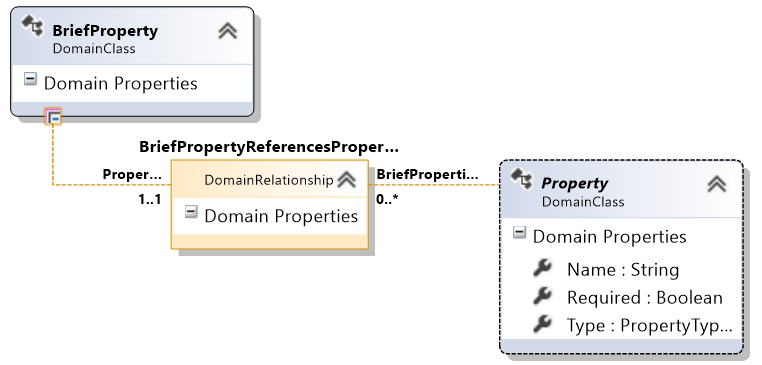 BriefProperty
DomainClass
Domain Properties
BriefPropertyReferencesProper...
Proper...
DomainRelationship
BriefProperti...
1..1
0..*
Domain Properties
Property
DomainClass
Domain Properties
Name : String
Required : Boolean
Type : PropertyTyp...